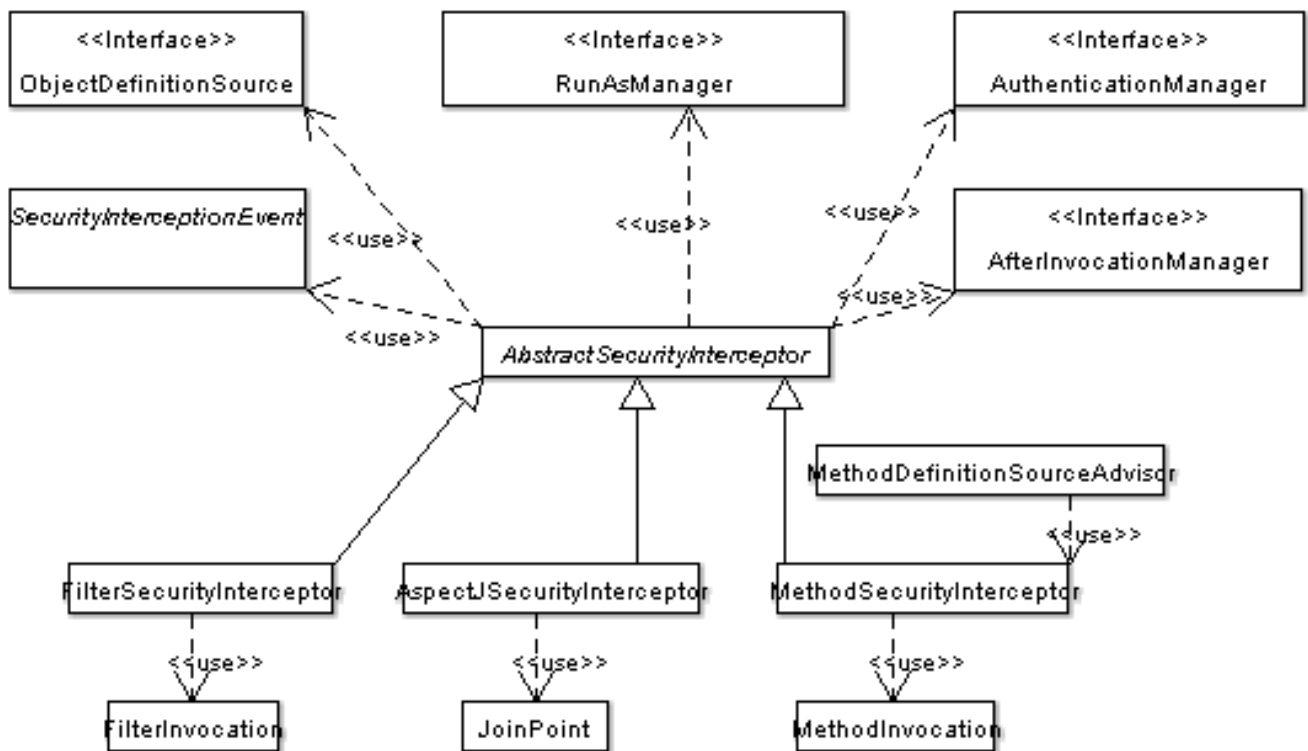 <<Interface>>
ObjectDefinitionSource
<<Interface>>
RunAsManager
<<Interface>>
AuthenticationManager
SecurityInterceptionEvent
<<Interface>>
AfterInvocationManager
<<use>>
<<use>>
<<use>>
<<use>>
<<use>>
AbstractSecurityInterceptor
MethodDefinitionSourceAdvisor
<<use>>
FilterSecurityInterceptor
AspectJSecurityInterceptor
MethodSecurityInterceptor
<<use>>
<<use>>
<<use>>
FilterInvocation
JoinPoint
MethodInvocation